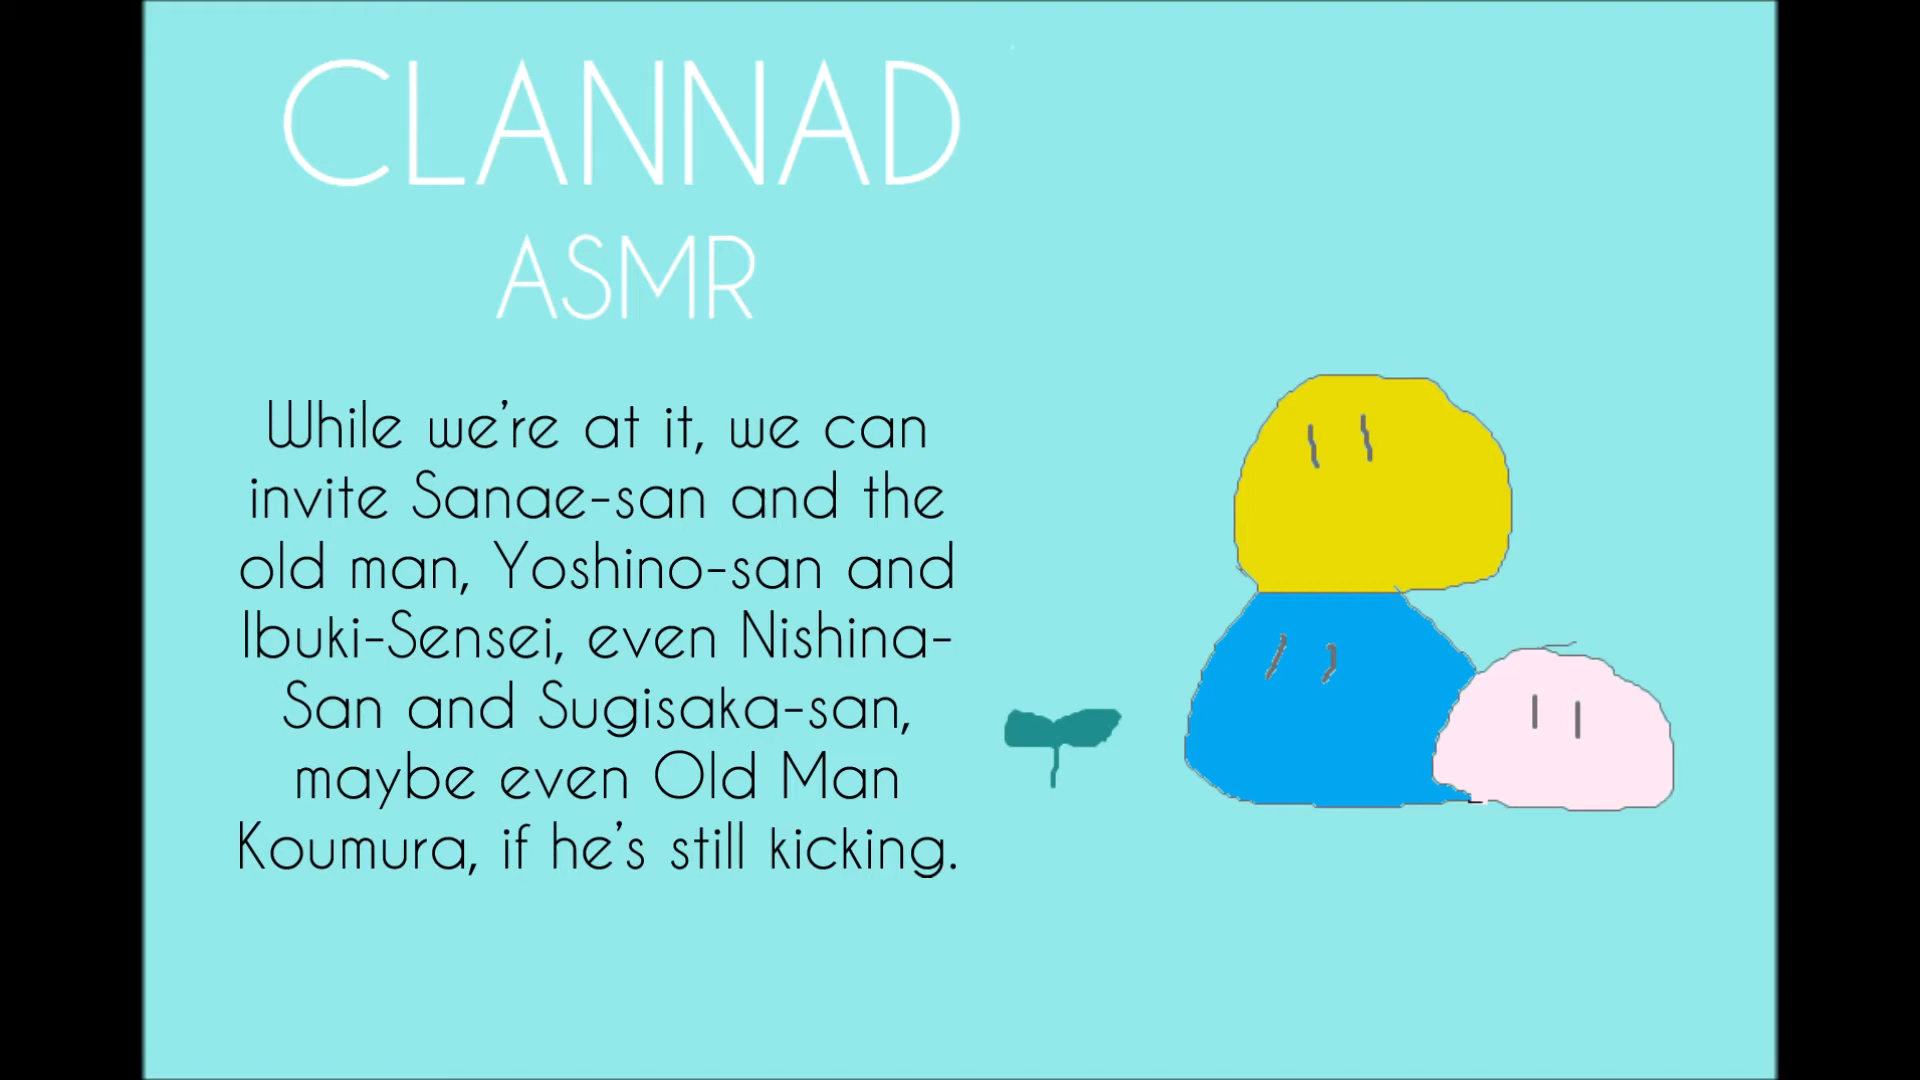 CLANNAD
ASMR
While we're at it, we can
invite Sanae-san and the
old man, Yoshino-san and
Ibuki-Sensei, even Nishina-
San and Sugisaka-san,
maybe even Old Man
Koumura, if he's still kicking.